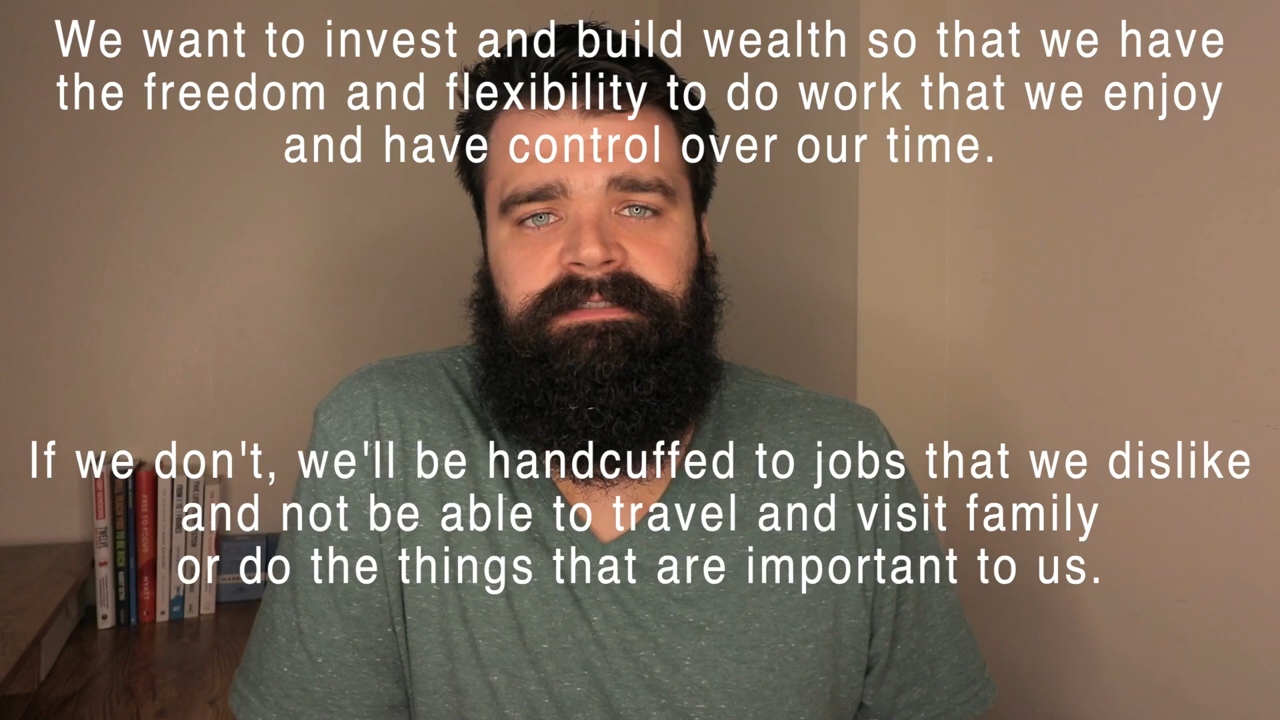 We want to invest and build wealth so that we have
the freedom and flexibility to do work that we enjoy
and have control over our time.
If we don't, we'll be handcuffed to jobs that we dislike
and not be able to travel and visit family
or do the things that are important to us.
FREE TO FOCUS